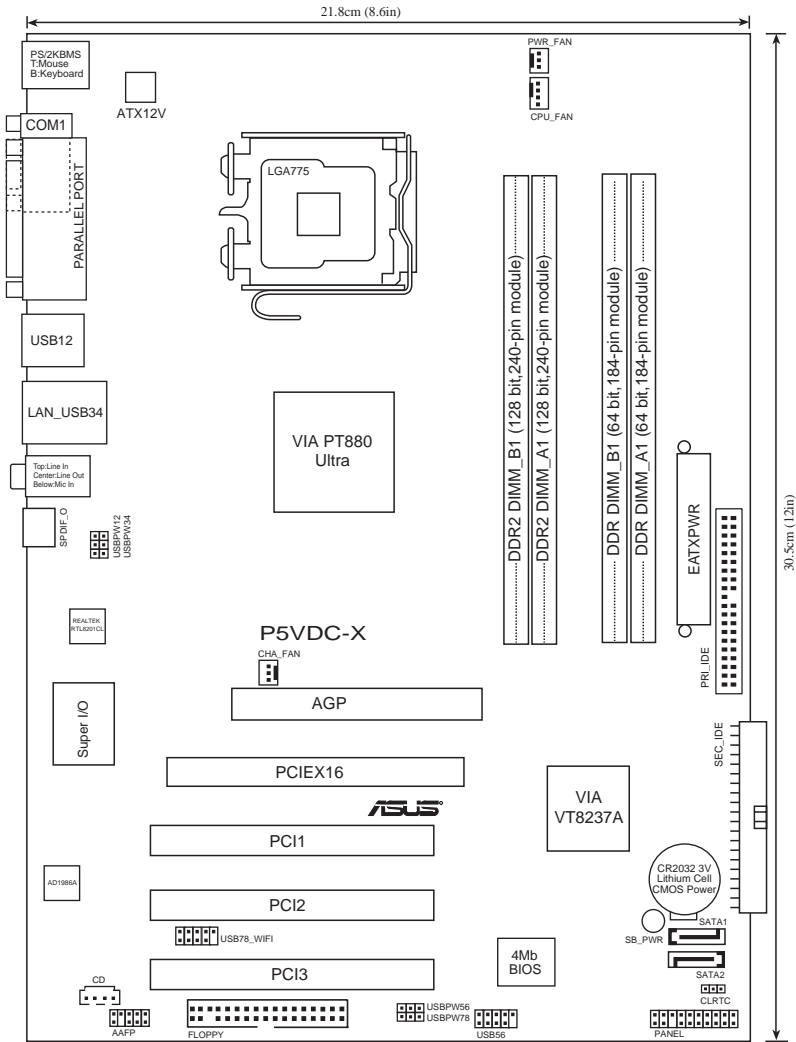 21.8cm (8.6in)
PS/2KBMS
T:Mouse
B:Keyboard
ATX12V
PWR_FAN
CPU_FAN
COM1
PARALLEL PORT
LGA775
USB12
LAN_USB34
Top:Line In
Center:Line Out
Below:Mic In
SPDIF_O
USBPW12
USBPW34
VIA PT880
Ultra
DDR2 DIMM_B1 (128 bit,240-pin module)
DDR2 DIMM_A1 (128 bit,240-pin module)
DDR DIMM_B1 (64 bit,184-pin module)
DDR DIMM_A1 (64 bit,184-pin module)
EATXPWR
PRI_IDE
30.5cm (12in)
REALTEK
RTL8201CL
P5VDC-X
CHA_FAN
AGP
Super I/O
SEC_IDE
PCIEX16
VIA
VT8237A
ASUS
PCI1
CR2032 3V
Lithium Cell
CMOS Power
AD1986A
PCI2
SATA1
SB_PWR
USB78_WIFI
4Mb
BIOS
PCI3
SATA2
CD
CLRTC
AAFP
FLOPPY
USBPW56
USBPW78
USB56
PANEL